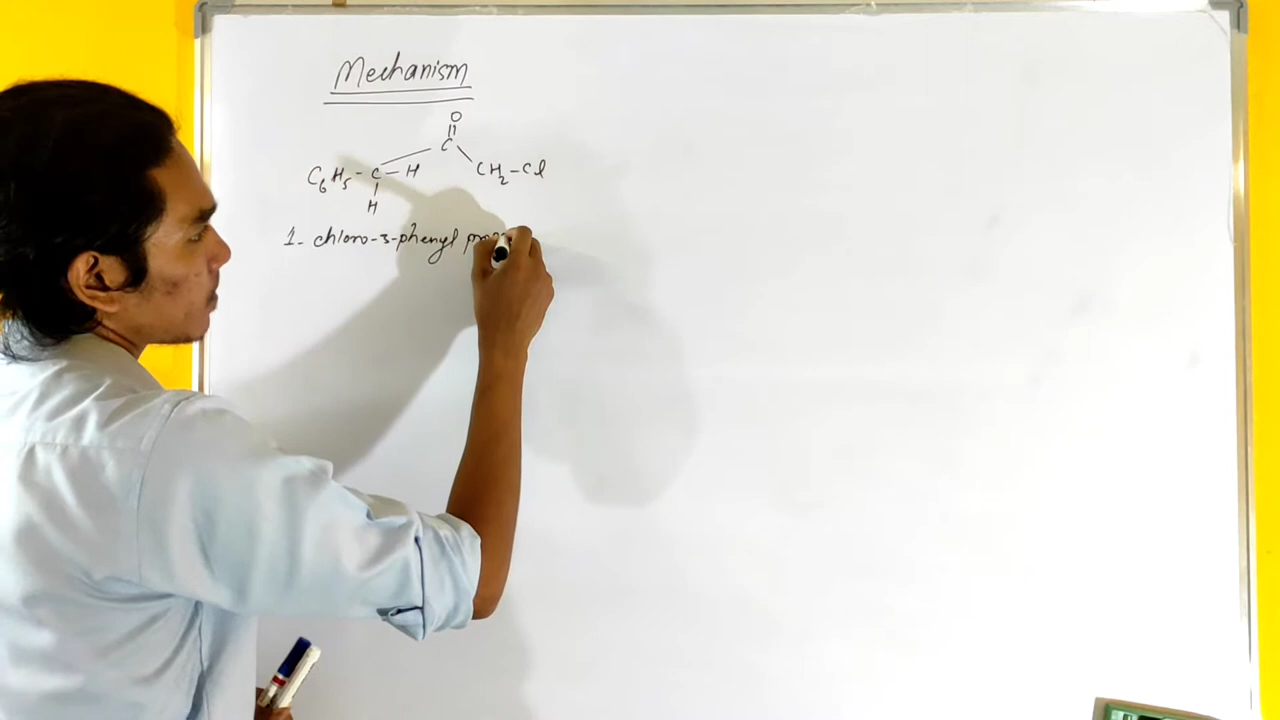 Mechanism
O
||
C
C6H5-C-H CH2-Cl
|
H
1-chloro-3-phenyl